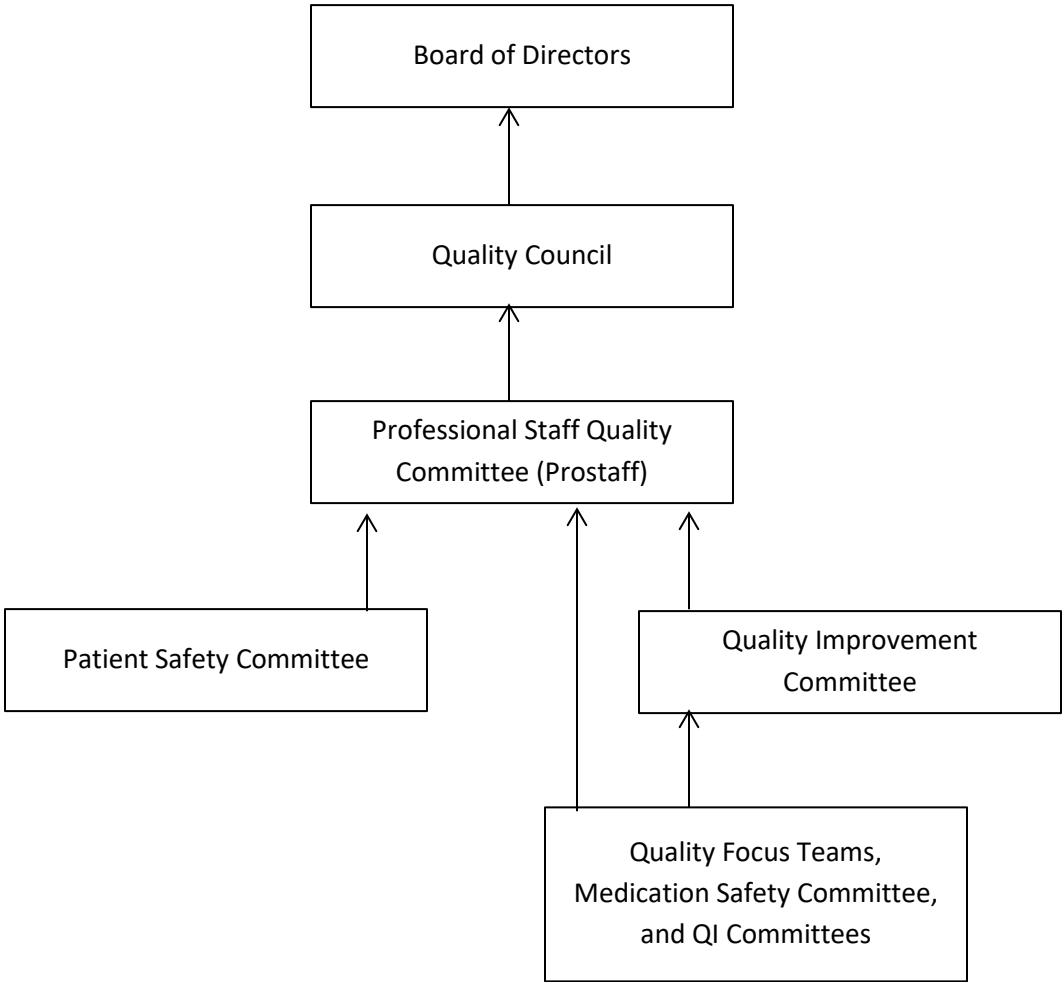 Board of Directors
Quality Council
Professional Staff Quality
Committee (Prostaff)
Patient Safety Committee
Quality Improvement
Committee
Quality Focus Teams,
Medication Safety Committee,
and QI Committees